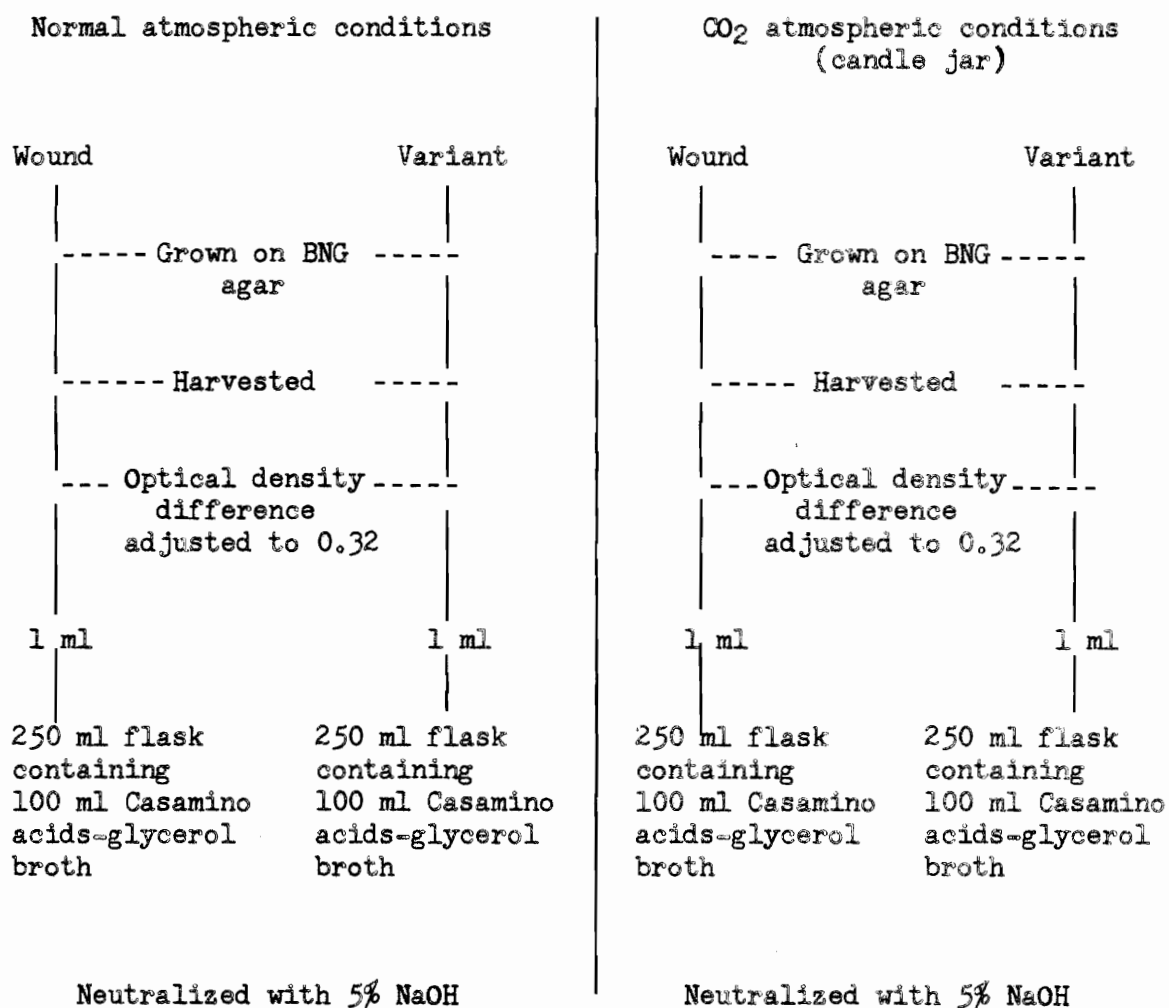 Normal atmospheric conditions
Wound Variant
----- Grown on BNG -----
agar
------ Harvested -----
--- Optical density -----
difference
adjusted to 0.32
1 ml 1 ml
250 ml flask 250 ml flask
containing containing
100 ml Casamino 100 ml Casamino
acids-glycerol acids-glycerol
broth broth
Neutralized with 5% NaOH
CO2 atmospheric conditions
(candle jar)
Wound Variant
---- Grown on BNG -----
agar
----- Harvested -----
--- Optical density -----
difference
adjusted to 0.32
1 ml 1 ml
250 ml flask 250 ml flask
containing containing
100 ml Casamino 100 ml Casamino
acids-glycerol acids-glycerol
broth broth
Neutralized with 5% NaOH